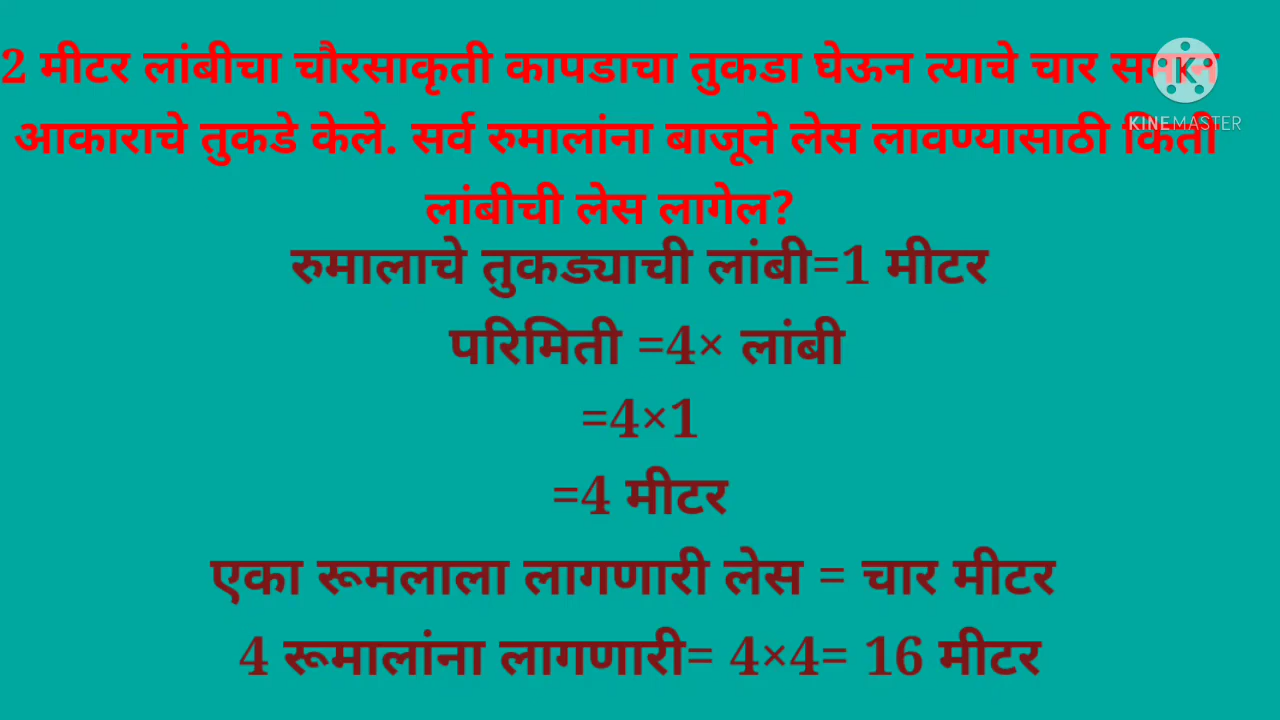 2 मीटर लांबीचा चौरसाकृती कापडाचा तुकडा घेऊन त्याचे चार समान
आकाराचे तुकडे केले. सर्व रुमालांना बाजूने लेस लावण्यासाठी किती
लांबीची लेस लागेल?
रुमालाचे तुकड्याची लांबी=1 मीटर
परिमिती =4× लांबी
=4×1
=4 मीटर
एका रूमलाला लागणारी लेस = चार मीटर
4 रूमालांना लागणारी= 4×4= 16 मीटर
K
KINEMASTER